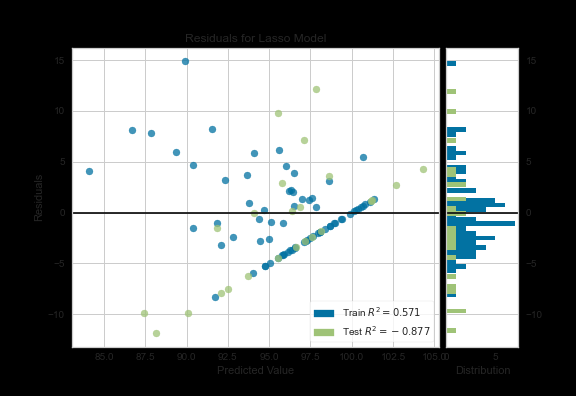 Residuals for Lasso Model
15
10
5
0
−5
−10
Residuals
85.0 87.5 90.0 92.5 95.0 97.5 100.0 102.5 105.0
Predicted Value
Train R² = 0.571
Test R² = −0.877
15
10
5
0
−5
−10
0 5
Distribution